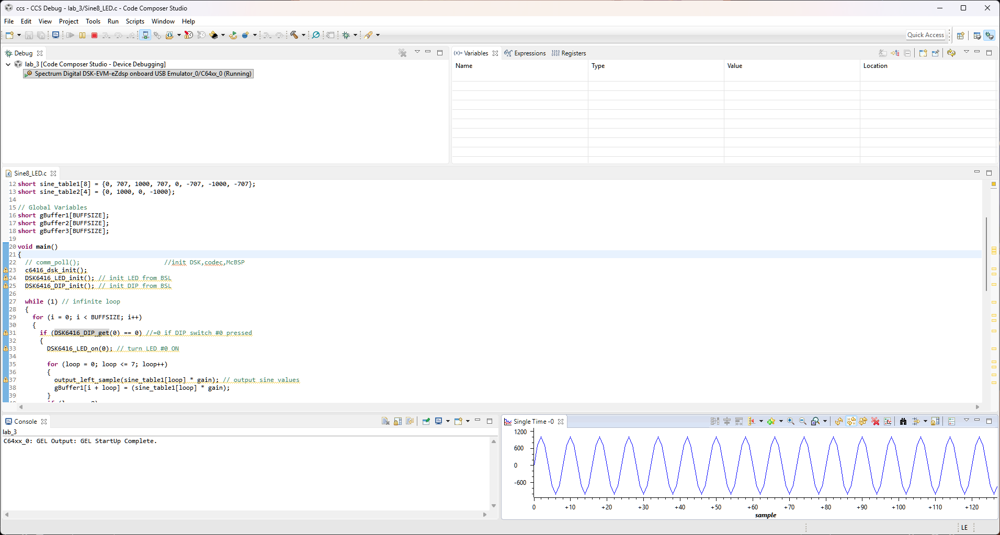 ccs - CCS Debug - lab_3/Sine8_LED.c - Code Composer Studio
File Edit View Project Tools Run Scripts Window Help
Quick Access
Debug
lab_3 [Code Composer Studio - Device Debugging]
Spectrum Digital DSK-EVM-eZdsp onboard USB Emulator_0/C64xx_0 (Running)
(x)= Variables Expressions 1010 0101 Registers
Name Type Value Location
Sine8_LED.c
12 short sine_table1[8] = {0, 707, 1000, 707, 0, -707, -1000, -707};
13 short sine_table2[4] = {0, 1000, 0, -1000};
14
15 // Global Variables
16 short gBuffer1[BUFFSIZE];
17 short gBuffer2[BUFFSIZE];
18 short gBuffer3[BUFFSIZE];
19
20 void main()
21 {
22 // comm_poll(); //init DSK,codec,McBSP
23 c6416_dsk_init();
24 DSK6416_LED_init(); // init LED from BSL
25 DSK6416_DIP_init(); // init DIP from BSL
26
27 while (1) // infinite loop
28 {
29 for (i = 0; i < BUFFSIZE; i++)
30 {
31 if (DSK6416_DIP_get(0) == 0) //=0 if DIP switch #0 pressed
32 {
33 DSK6416_LED_on(0); // turn LED #0 ON
34
35 for (loop = 0; loop <= 7; loop++)
36 {
37 output_left_sample(sine_table1[loop] * gain); // output sine values
38 gBuffer1[i + loop] = (sine_table1[loop] * gain);
39 }
Console
lab_3
C64xx_0: GEL Output: GEL StartUp Complete.
Single Time -0
1200
600
0
-600
0 +10 +20 +30 +40 +50 +60 +70 +80 +90 +100 +110 +120
sample
LE